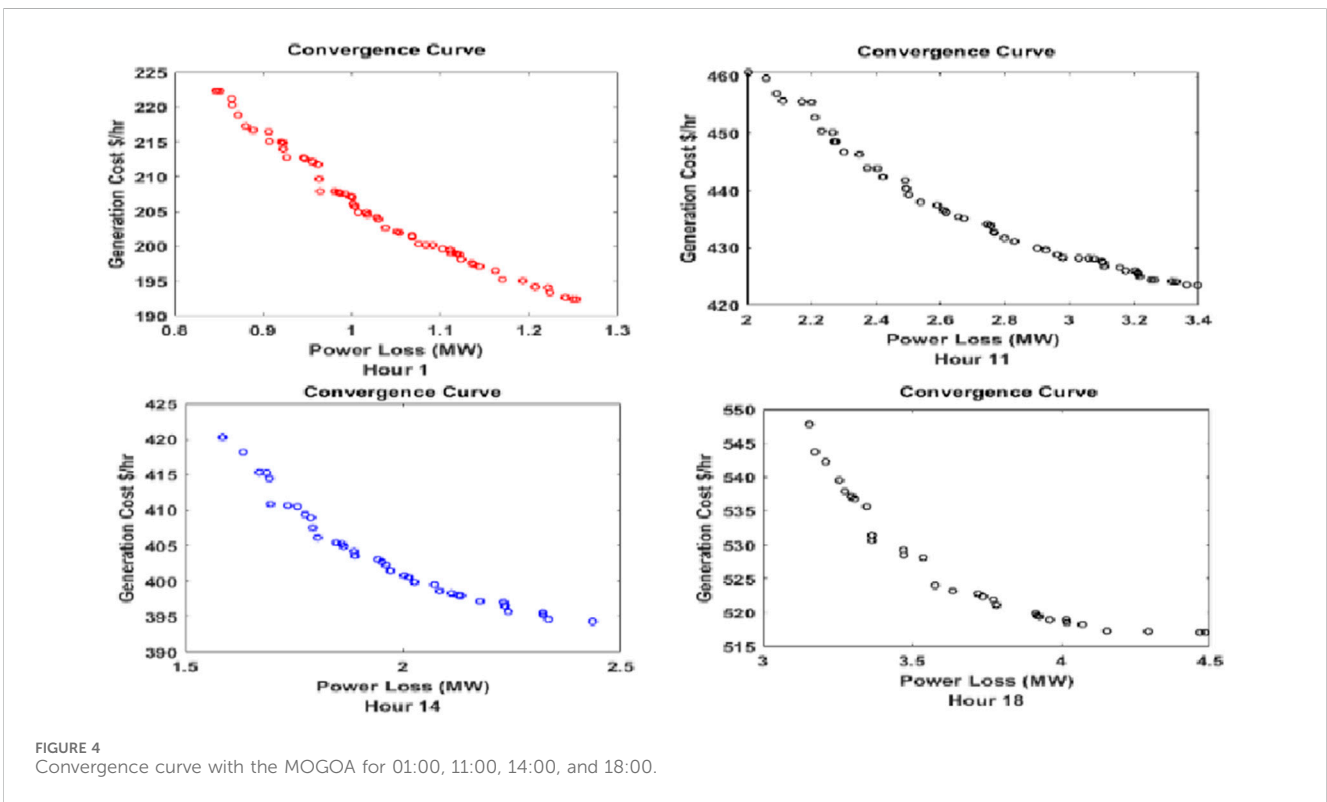 Convergence Curve
225
220
215
210
205
200
195
190
Generation Cost $/hr
0.8 0.9 1 1.1 1.2 1.3
Power Loss (MW)
Hour 1
Convergence Curve
460
450
440
430
420
Generation Cost $/hr
2 2.2 2.4 2.6 2.8 3 3.2 3.4
Power Loss (MW)
Hour 11
Convergence Curve
425
420
415
410
405
400
395
390
Generation Cost $/hr
1.5 2 2.5
Power Loss (MW)
Hour 14
Convergence Curve
550
545
540
535
530
525
520
515
Generation Cost $/hr
3 3.5 4 4.5
Power Loss (MW)
Hour 18
FIGURE 4
Convergence curve with the MOGOA for 01:00, 11:00, 14:00, and 18:00.